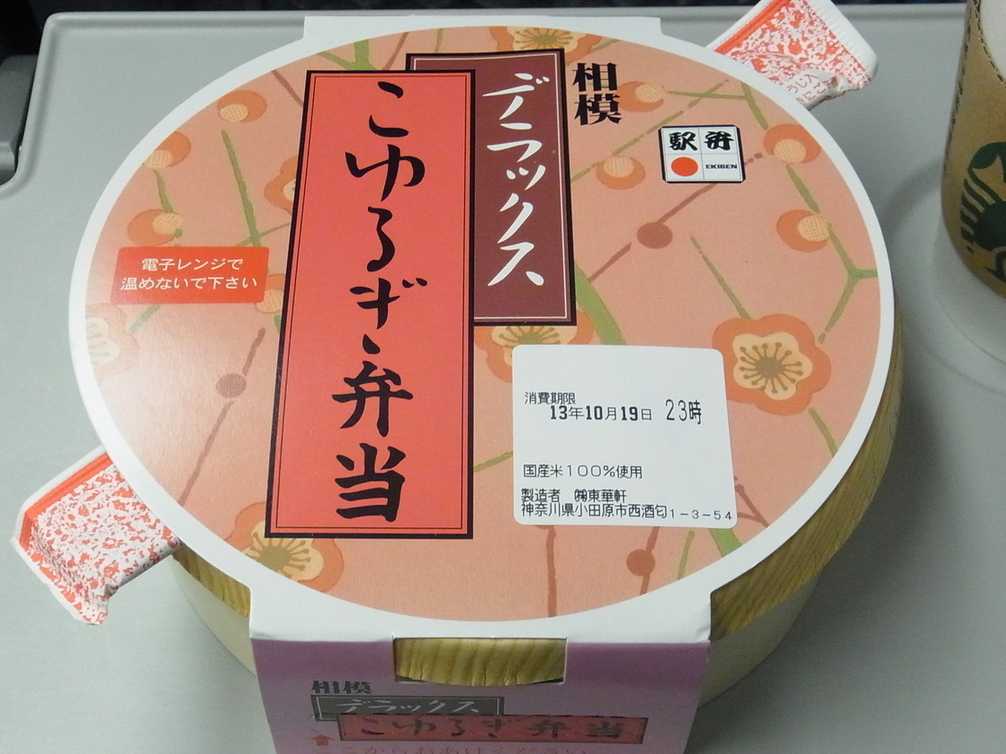 相模
デラックス
こゆるぎ弁当
駅弁
EKIBEN
電子レンジで
温めないで下さい
消費期限
13年10月19日 23時
国産米100%使用
製造者 ㈱東華軒
神奈川県小田原市西酒匂1-3-54
相模
デラックス
こゆるぎ弁当